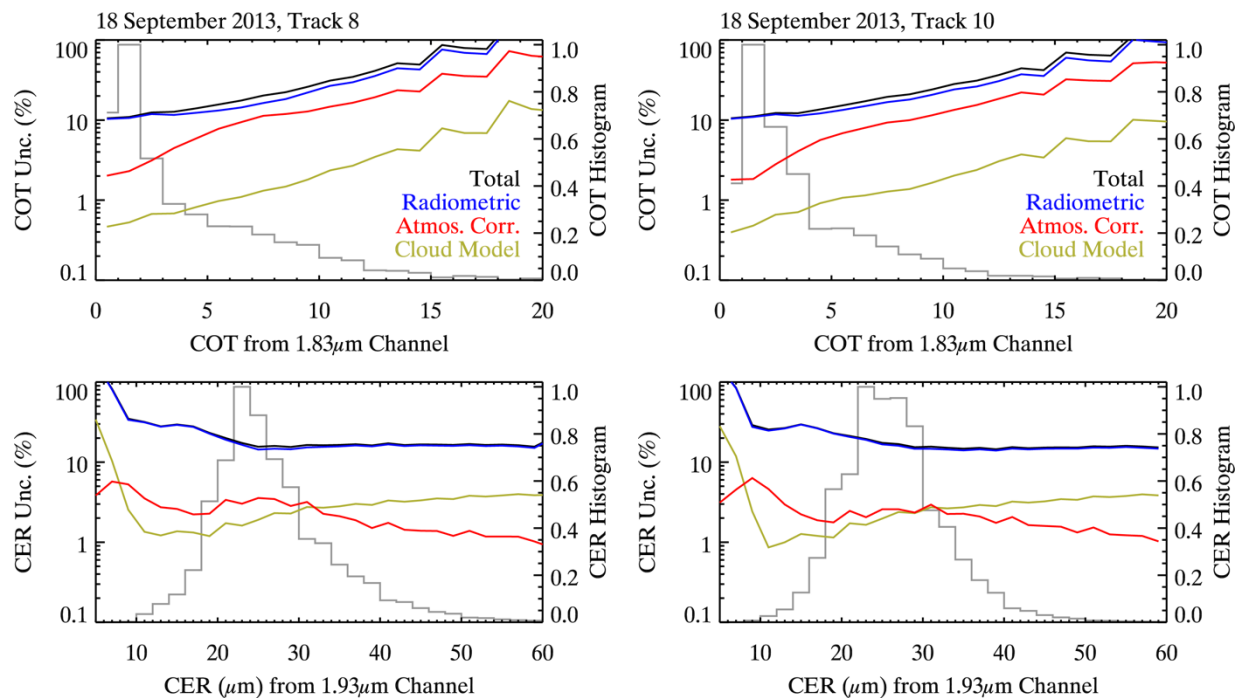 18 September 2013, Track 8
100
10
1
0.1
COT Unc. (%)
1.0
0.8
0.6
0.4
0.2
0.0
COT Histogram
Total
Radiometric
Atmos. Corr.
Cloud Model
0 5 10 15 20
COT from 1.83µm Channel
18 September 2013, Track 10
100
10
1
0.1
COT Unc. (%)
1.0
0.8
0.6
0.4
0.2
0.0
COT Histogram
Total
Radiometric
Atmos. Corr.
Cloud Model
0 5 10 15 20
COT from 1.83µm Channel
100
10
1
0.1
CER Unc. (%)
1.0
0.8
0.6
0.4
0.2
0.0
CER Histogram
10 20 30 40 50 60
CER (µm) from 1.93µm Channel
100
10
1
0.1
CER Unc. (%)
1.0
0.8
0.6
0.4
0.2
0.0
CER Histogram
10 20 30 40 50 60
CER (µm) from 1.93µm Channel